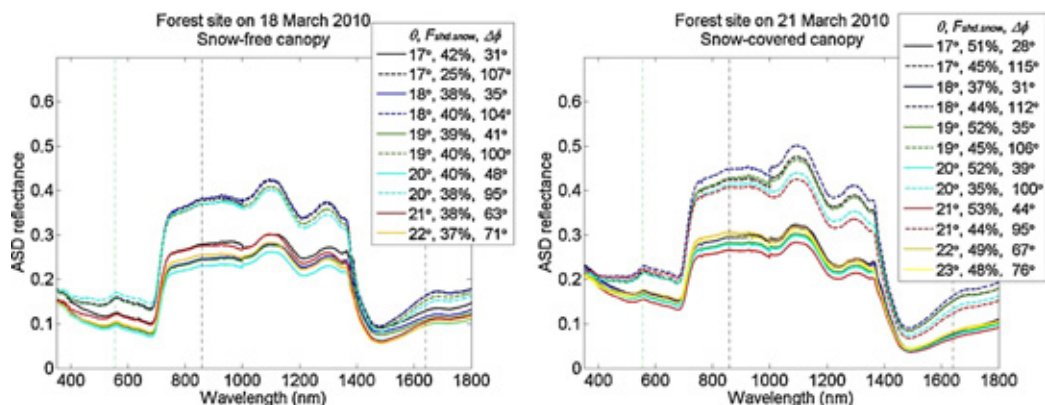 Forest site on 18 March 2010
Snow-free canopy
θ, Fshd.snow, Δϕ
17°, 42%, 31°
17°, 25%, 107°
18°, 38%, 35°
18°, 40%, 104°
19°, 39%, 41°
19°, 40%, 100°
20°, 40%, 48°
20°, 38%, 95°
21°, 38%, 63°
22°, 37%, 71°
ASD reflectance
0.6
0.5
0.4
0.3
0.2
0.1
0
400 600 800 1000 1200 1400 1600 1800
Wavelength (nm)
Forest site on 21 March 2010
Snow-covered canopy
θ, Fshd.snow, Δϕ
17°, 51%, 28°
17°, 45%, 115°
18°, 37%, 31°
18°, 44%, 112°
19°, 52%, 35°
19°, 45%, 106°
20°, 52%, 39°
20°, 35%, 100°
21°, 53%, 44°
21°, 44%, 95°
22°, 49%, 67°
23°, 48%, 76°
ASD reflectance
0.6
0.5
0.4
0.3
0.2
0.1
0
400 600 800 1000 1200 1400 1600 1800
Wavelength (nm)